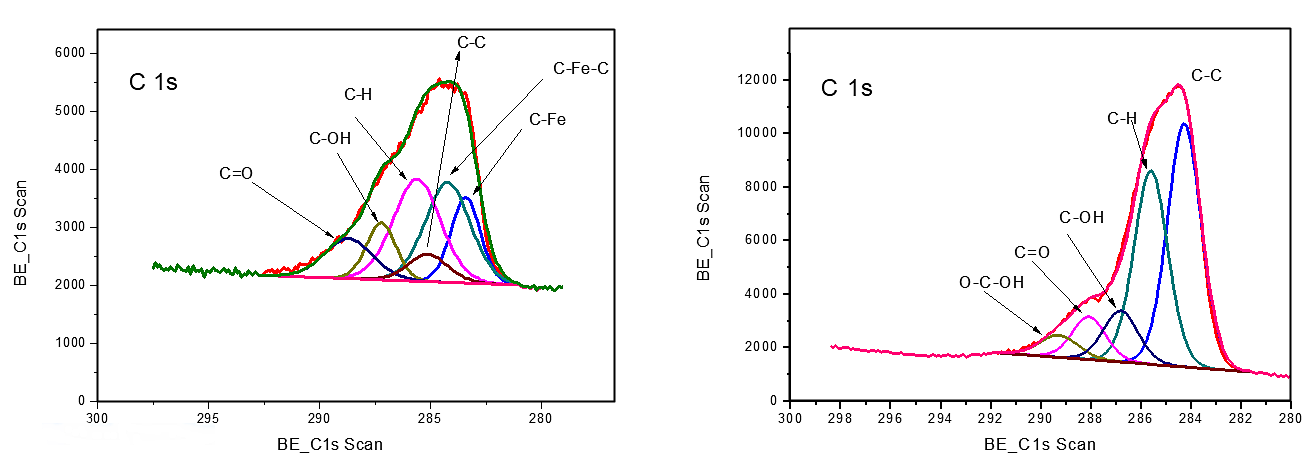 C 1s
BE_C1s Scan
6000
5000
4000
3000
2000
1000
0
C=O
C-OH
C-H
C-C
C-Fe-C
C-Fe
300
295
290
285
280
BE_C1s Scan
C 1s
BE_C1s Scan
12000
10000
8000
6000
4000
2000
0
O-C-OH
C=O
C-OH
C-H
C-C
300
298
296
294
292
290
288
286
284
282
280
BE_C1s Scan